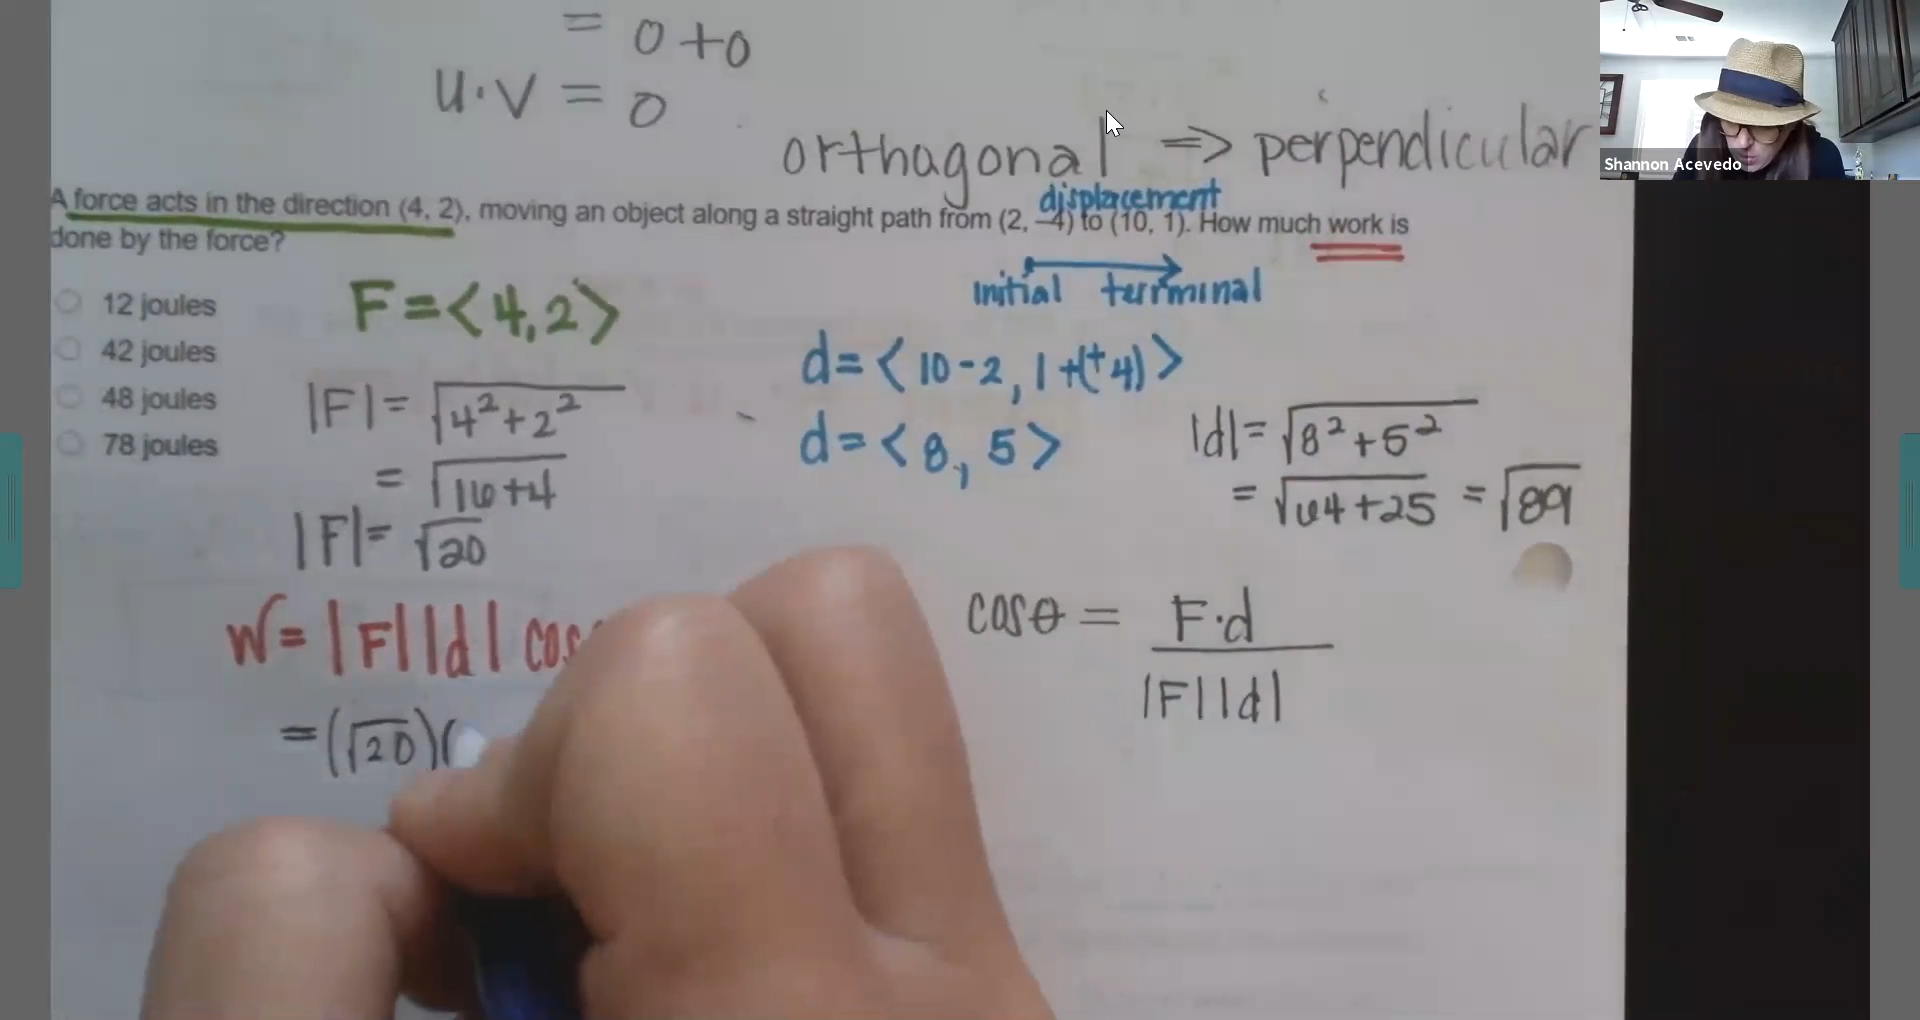 = 0+0
u·v = 0
orthagonal => perpendicular
Shannon Acevedo
displacement
A force acts in the direction (4, 2), moving an object along a straight path from (2, –4) to (10, 1). How much work is
done by the force?
12 joules
42 joules
48 joules
78 joules
F=<4,2>
initial terminal
|F|= √4²+2²
= √16+4
|F|= √20
d=<10-2, 1+(+4)>
d=<8, 5>
|d|= √8²+5²
= √64+25 = √89
W=|F||d| cos
=(√20)(
cosθ = F·d
|F||d|